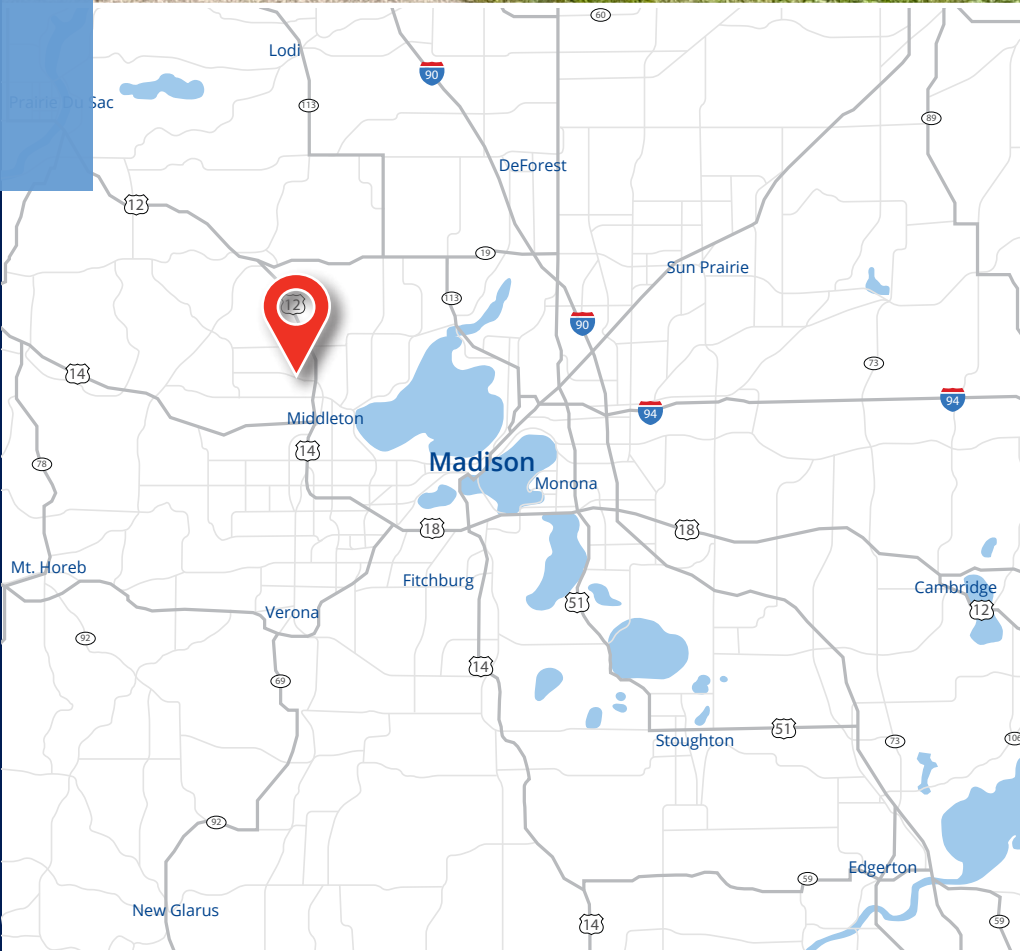 60
Lodi
90
Prairie Du Sac
113
89
DeForest
12
19
Sun Prairie
113
12
90
73
14
94
94
Middleton
14
Madison
78
Monona
18
18
Mt. Horeb
Fitchburg
Cambridge
51
12
Verona
92
14
69
51
Stoughton
73
106
92
Edgerton
59
New Glarus
14
59